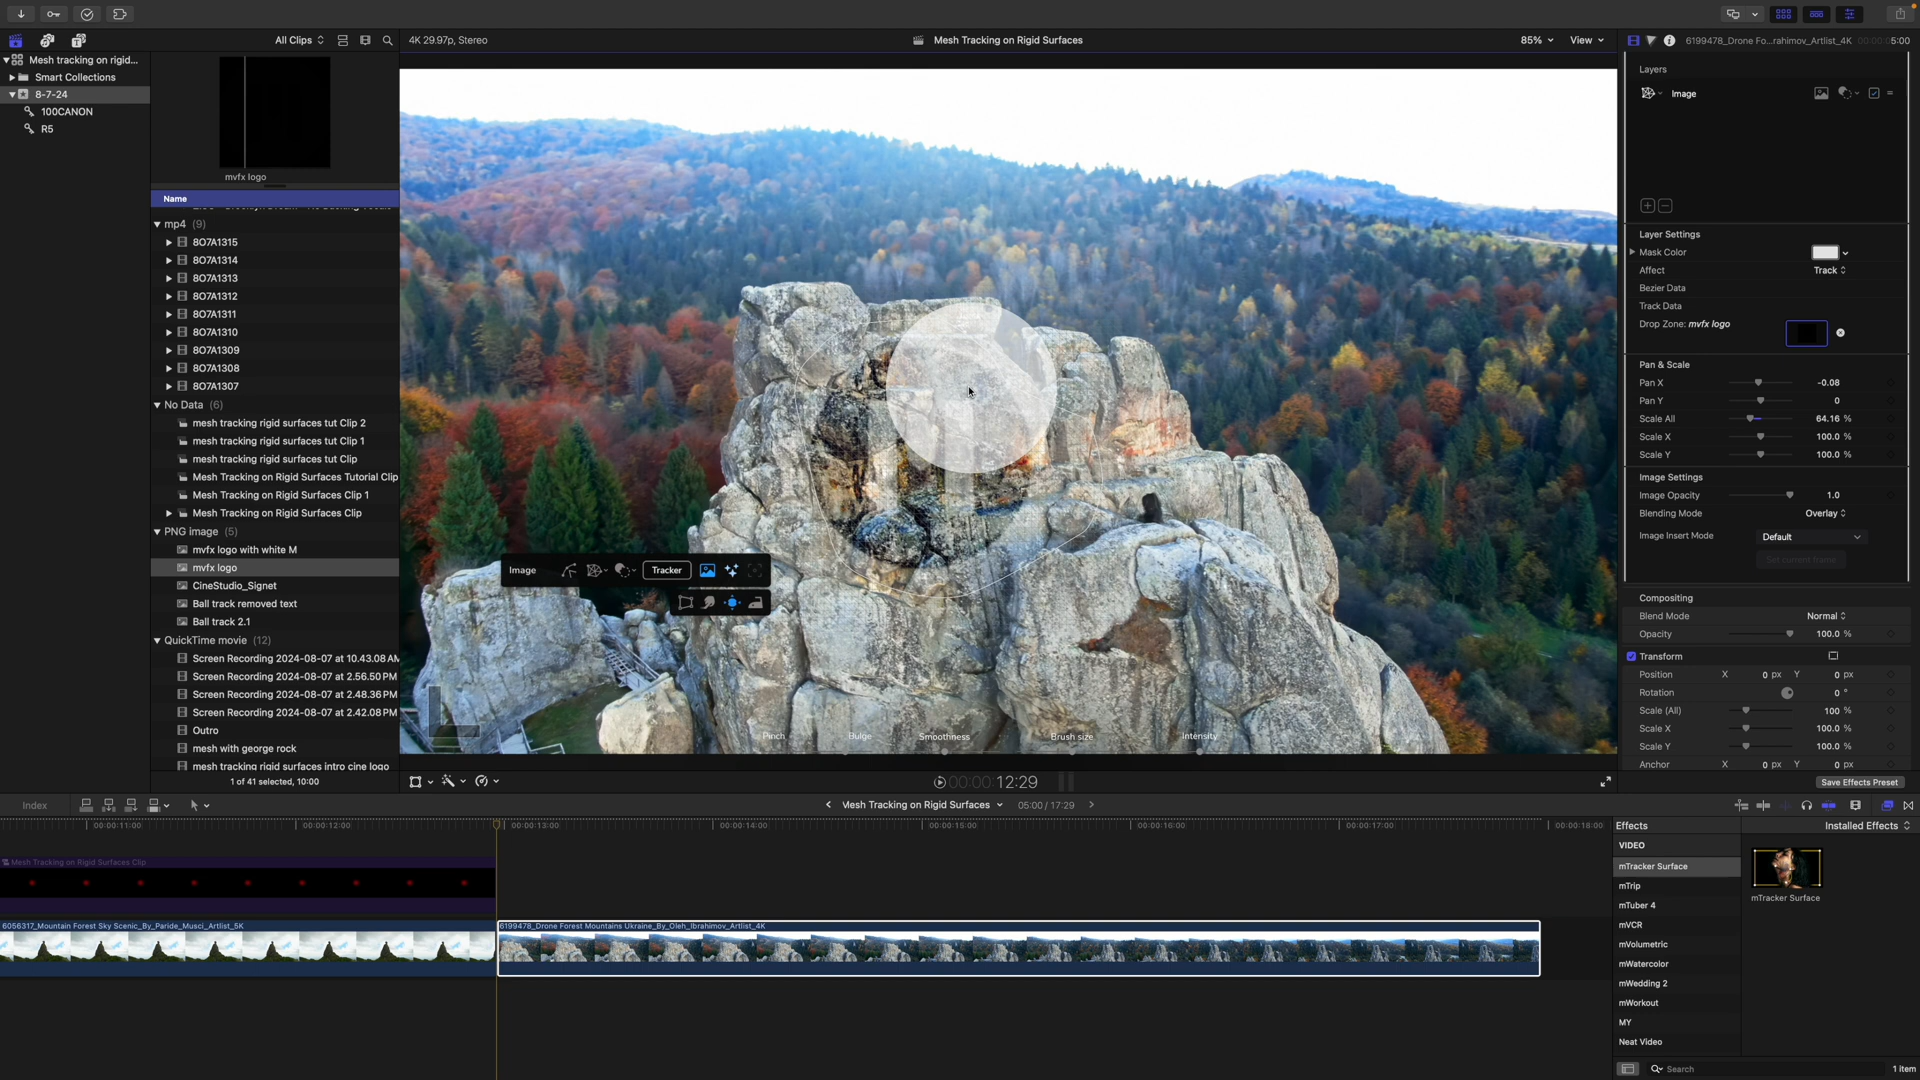 All Clips
4K 29.97p, Stereo
Mesh Tracking on Rigid Surfaces
85%
View
6199478_Drone Fo...rahimov_Artlist_4K
00:00:05:00
Mesh tracking on rigid...
Smart Collections
8-7-24
100CANON
R5
mvfx logo
Name
mp4 (9)
8O7A1315
8O7A1314
8O7A1313
8O7A1312
8O7A1311
8O7A1310
8O7A1309
8O7A1308
8O7A1307
No Data (6)
mesh tracking rigid surfaces tut Clip 2
mesh tracking rigid surfaces tut Clip 1
mesh tracking rigid surfaces tut Clip
Mesh Tracking on Rigid Surfaces Tutorial Clip
Mesh Tracking on Rigid Surfaces Clip 1
Mesh Tracking on Rigid Surfaces Clip
PNG image (5)
mvfx logo with white M
mvfx logo
CineStudio_Signet
Ball track removed text
Ball track 2.1
QuickTime movie (12)
Screen Recording 2024-08-07 at 10.43.08 AM
Screen Recording 2024-08-07 at 2.56.50 PM
Screen Recording 2024-08-07 at 2.48.36 PM
Screen Recording 2024-08-07 at 2.42.08 PM
Outro
mesh with george rock
mesh tracking rigid surfaces intro cine logo
1 of 41 selected, 10:00
Image
Tracker
Pinch
Bulge
Smoothness
Brush size
Intensity
00:00:12:29
Layers
Image
Layer Settings
Mask Color
Affect
Track
Bezier Data
Track Data
Drop Zone: mvfx logo
Pan & Scale
Pan X
-0.08
Pan Y
0
Scale All
64.16 %
Scale X
100.0 %
Scale Y
100.0 %
Image Settings
Image Opacity
1.0
Blending Mode
Overlay
Image Insert Mode
Default
Set current frame
Compositing
Blend Mode
Normal
Opacity
100.0 %
Transform
Position
X 0 px Y 0 px
Rotation
0 °
Scale (All)
100 %
Scale X
100.0 %
Scale Y
100.0 %
Anchor
X 0 px Y 0 px
Save Effects Preset
Index
Mesh Tracking on Rigid Surfaces
05:00 / 17:29
00:00:11:00
00:00:12:00
00:00:13:00
00:00:14:00
00:00:15:00
00:00:16:00
00:00:17:00
00:00:18:00
Mesh Tracking on Rigid Surfaces Clip
6056317_Mountain Forest Sky Scenic_By_Paride_Musci_Artlist_5K
6199478_Drone Forest Mountains Ukraine_By_Oleh_Ibrahimov_Artlist_4K
Effects
Installed Effects
VIDEO
mTracker Surface
mTrip
mTuber 4
mVCR
mVolumetric
mWatercolor
mWedding 2
mWorkout
MY
Neat Video
mTracker Surface
Search
1 item